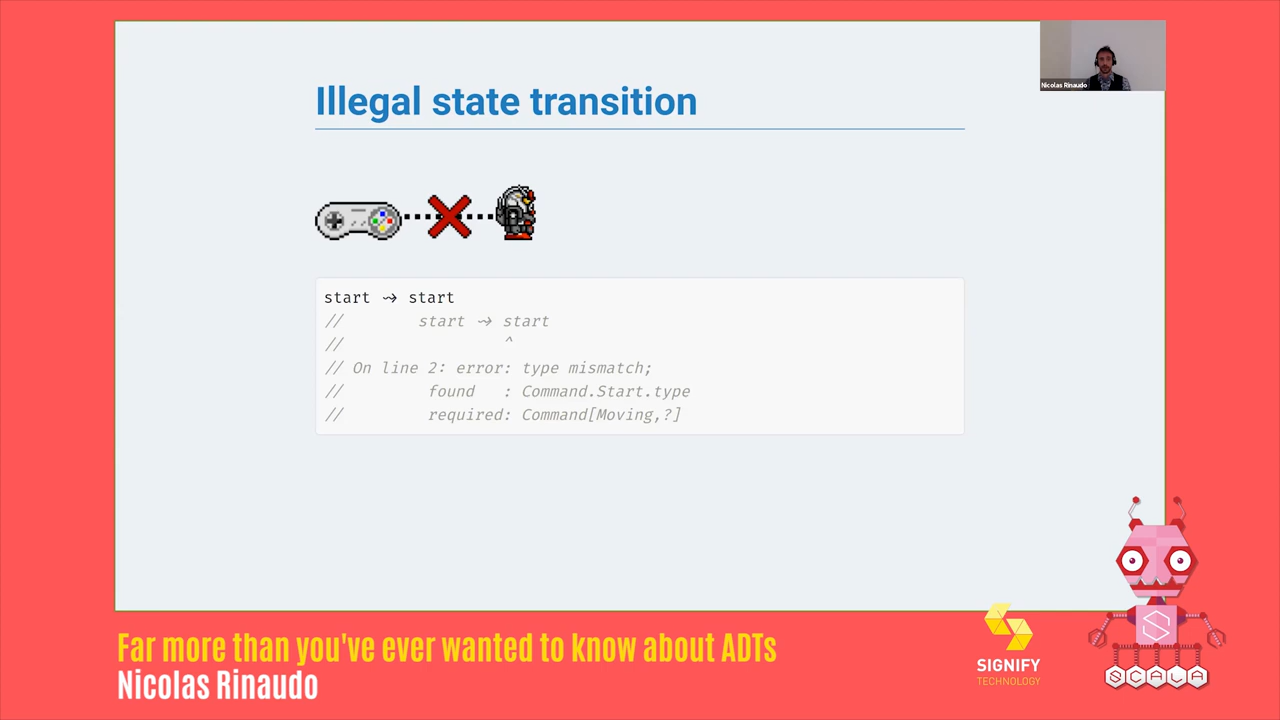 Nicolas Rinaudo
Illegal state transition
start ⤳ start
//        start ⤳ start
//                 ^
// On line 2: error: type mismatch;
//         found   : Command.Start.type
//         required: Command[Moving,?]
Far more than you've ever wanted to know about ADTs
Nicolas Rinaudo
SIGNIFY
TECHNOLOGY
S
SCALA